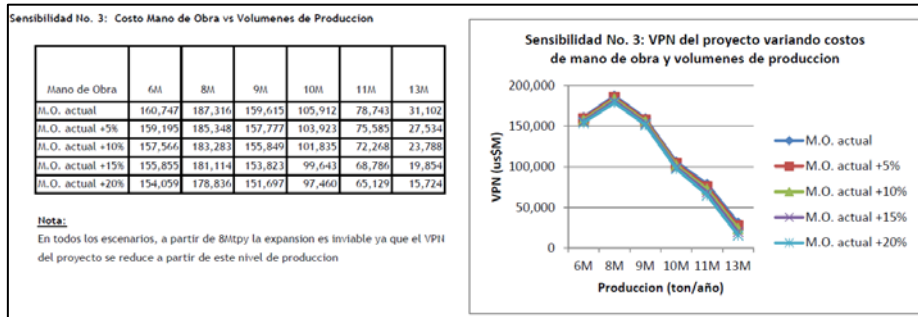 Sensibilidad No. 3: Costo Mano de Obra vs Volumenes de Produccion
Mano de Obra 6M 8M 9M 10M 11M 13M
M.O. actual 160,747 187,316 159,615 105,912 78,743 31,102
M.O. actual +5% 159,195 185,348 157,777 103,923 75,585 27,534
M.O. actual +10% 157,566 183,283 155,849 101,835 72,268 23,788
M.O. actual +15% 155,855 181,114 153,823 99,643 68,786 19,854
M.O. actual +20% 154,059 178,836 151,697 97,460 65,129 15,724
Nota:
En todos los escenarios, a partir de 8Mtpy la expansion es inviable ya que el VPN
del proyecto se reduce a partir de este nivel de produccion
Sensibilidad No. 3: VPN del proyecto variando costos
de mano de obra y volumenes de produccion
VPN (us$M)
200,000
150,000
100,000
50,000
0
6M 8M 9M 10M 11M 13M
Produccion (ton/año)
M.O. actual
M.O. actual +5%
M.O. actual +10%
M.O. actual +15%
M.O. actual +20%